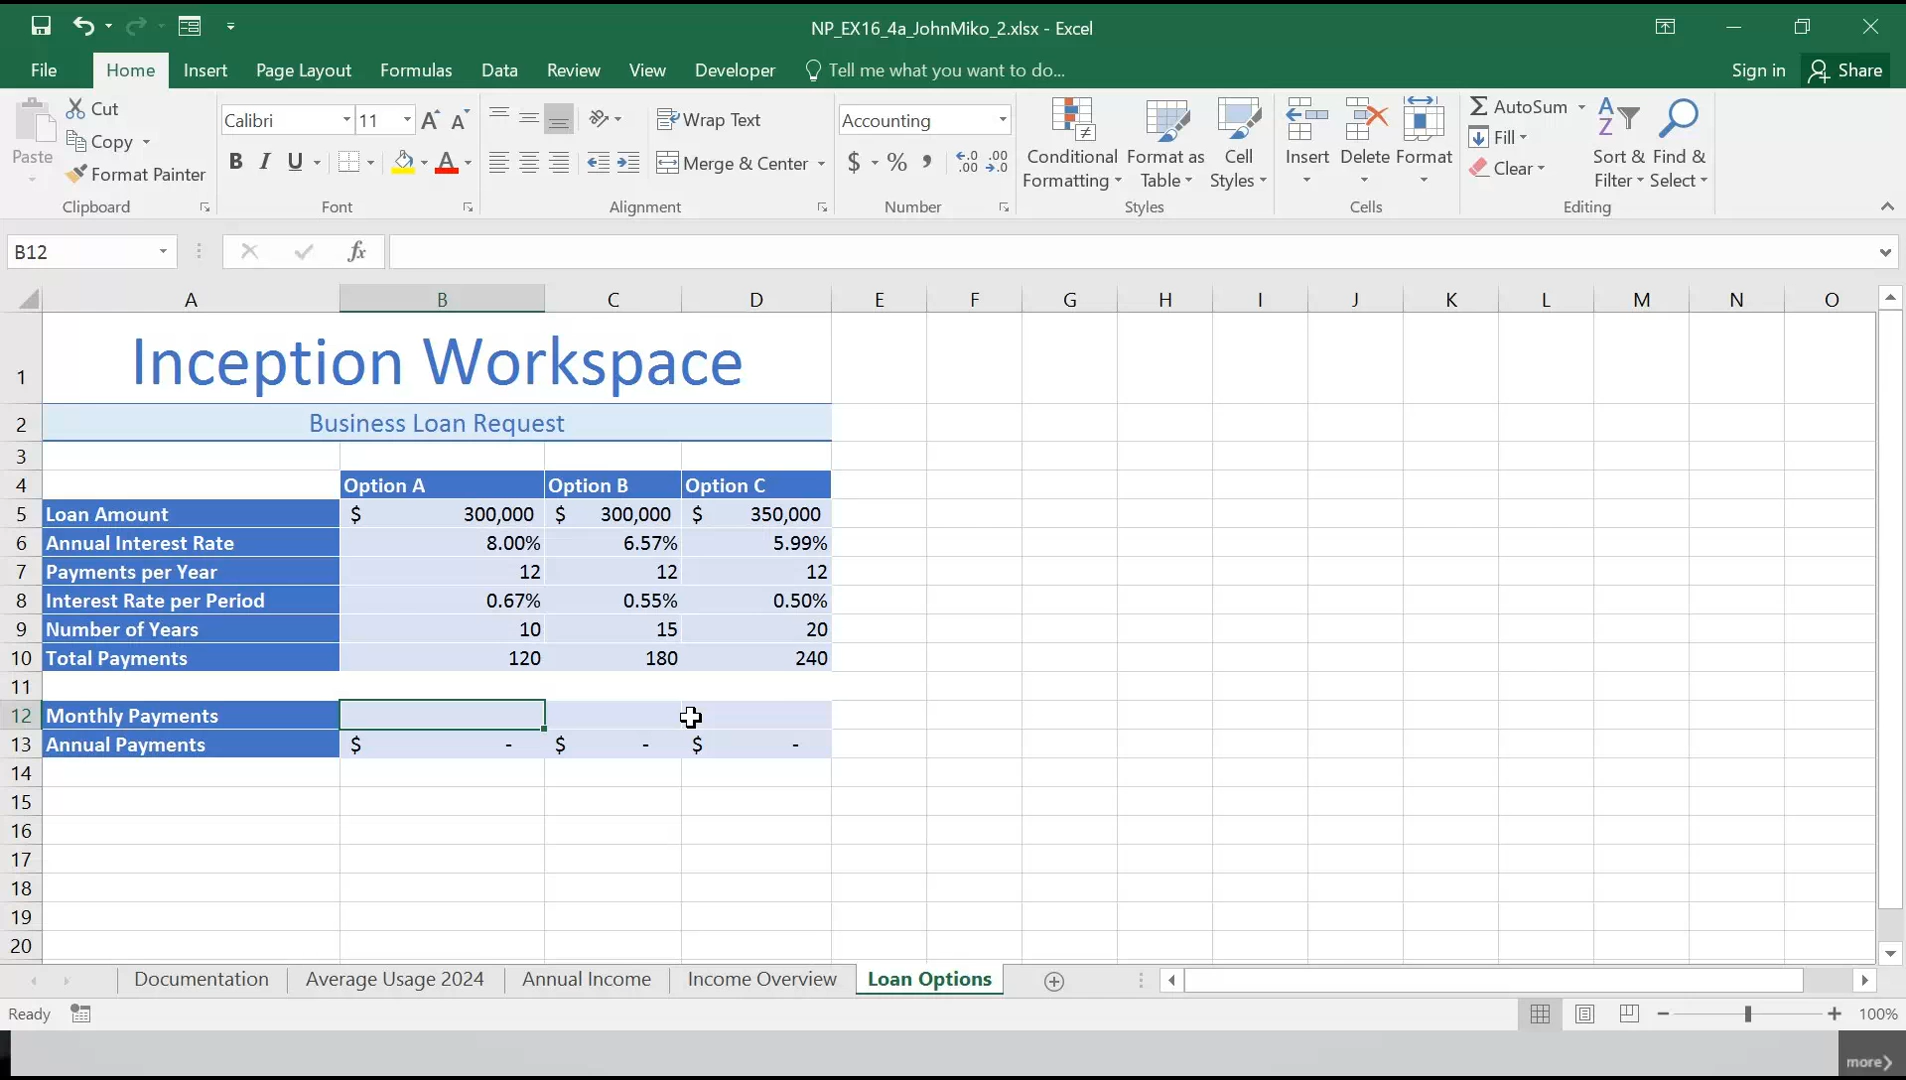 NP_EX16_4a_JohnMiko_2.xlsx - Excel
File Home Insert Page Layout Formulas Data Review View Developer Tell me what you want to do... Sign in Share
Paste
Cut
Copy
Format Painter
Clipboard
Calibri 11
B I U
Font
Wrap Text
Merge & Center
Alignment
Accounting
$ % ,
Number
Conditional Formatting
Format as Table
Cell Styles
Styles
Insert Delete Format
Cells
AutoSum
Fill
Clear
Sort & Filter
Find & Select
Editing
B12 fx
A B C D E F G H I J K L M N O
1 Inception Workspace
2 Business Loan Request
3
4 Option A Option B Option C
5 Loan Amount $ 300,000 $ 300,000 $ 350,000
6 Annual Interest Rate 8.00% 6.57% 5.99%
7 Payments per Year 12 12 12
8 Interest Rate per Period 0.67% 0.55% 0.50%
9 Number of Years 10 15 20
10 Total Payments 120 180 240
11
12 Monthly Payments
13 Annual Payments $ - $ - $ -
14
15
16
17
18
19
20
Documentation Average Usage 2024 Annual Income Income Overview Loan Options
Ready 100%
more